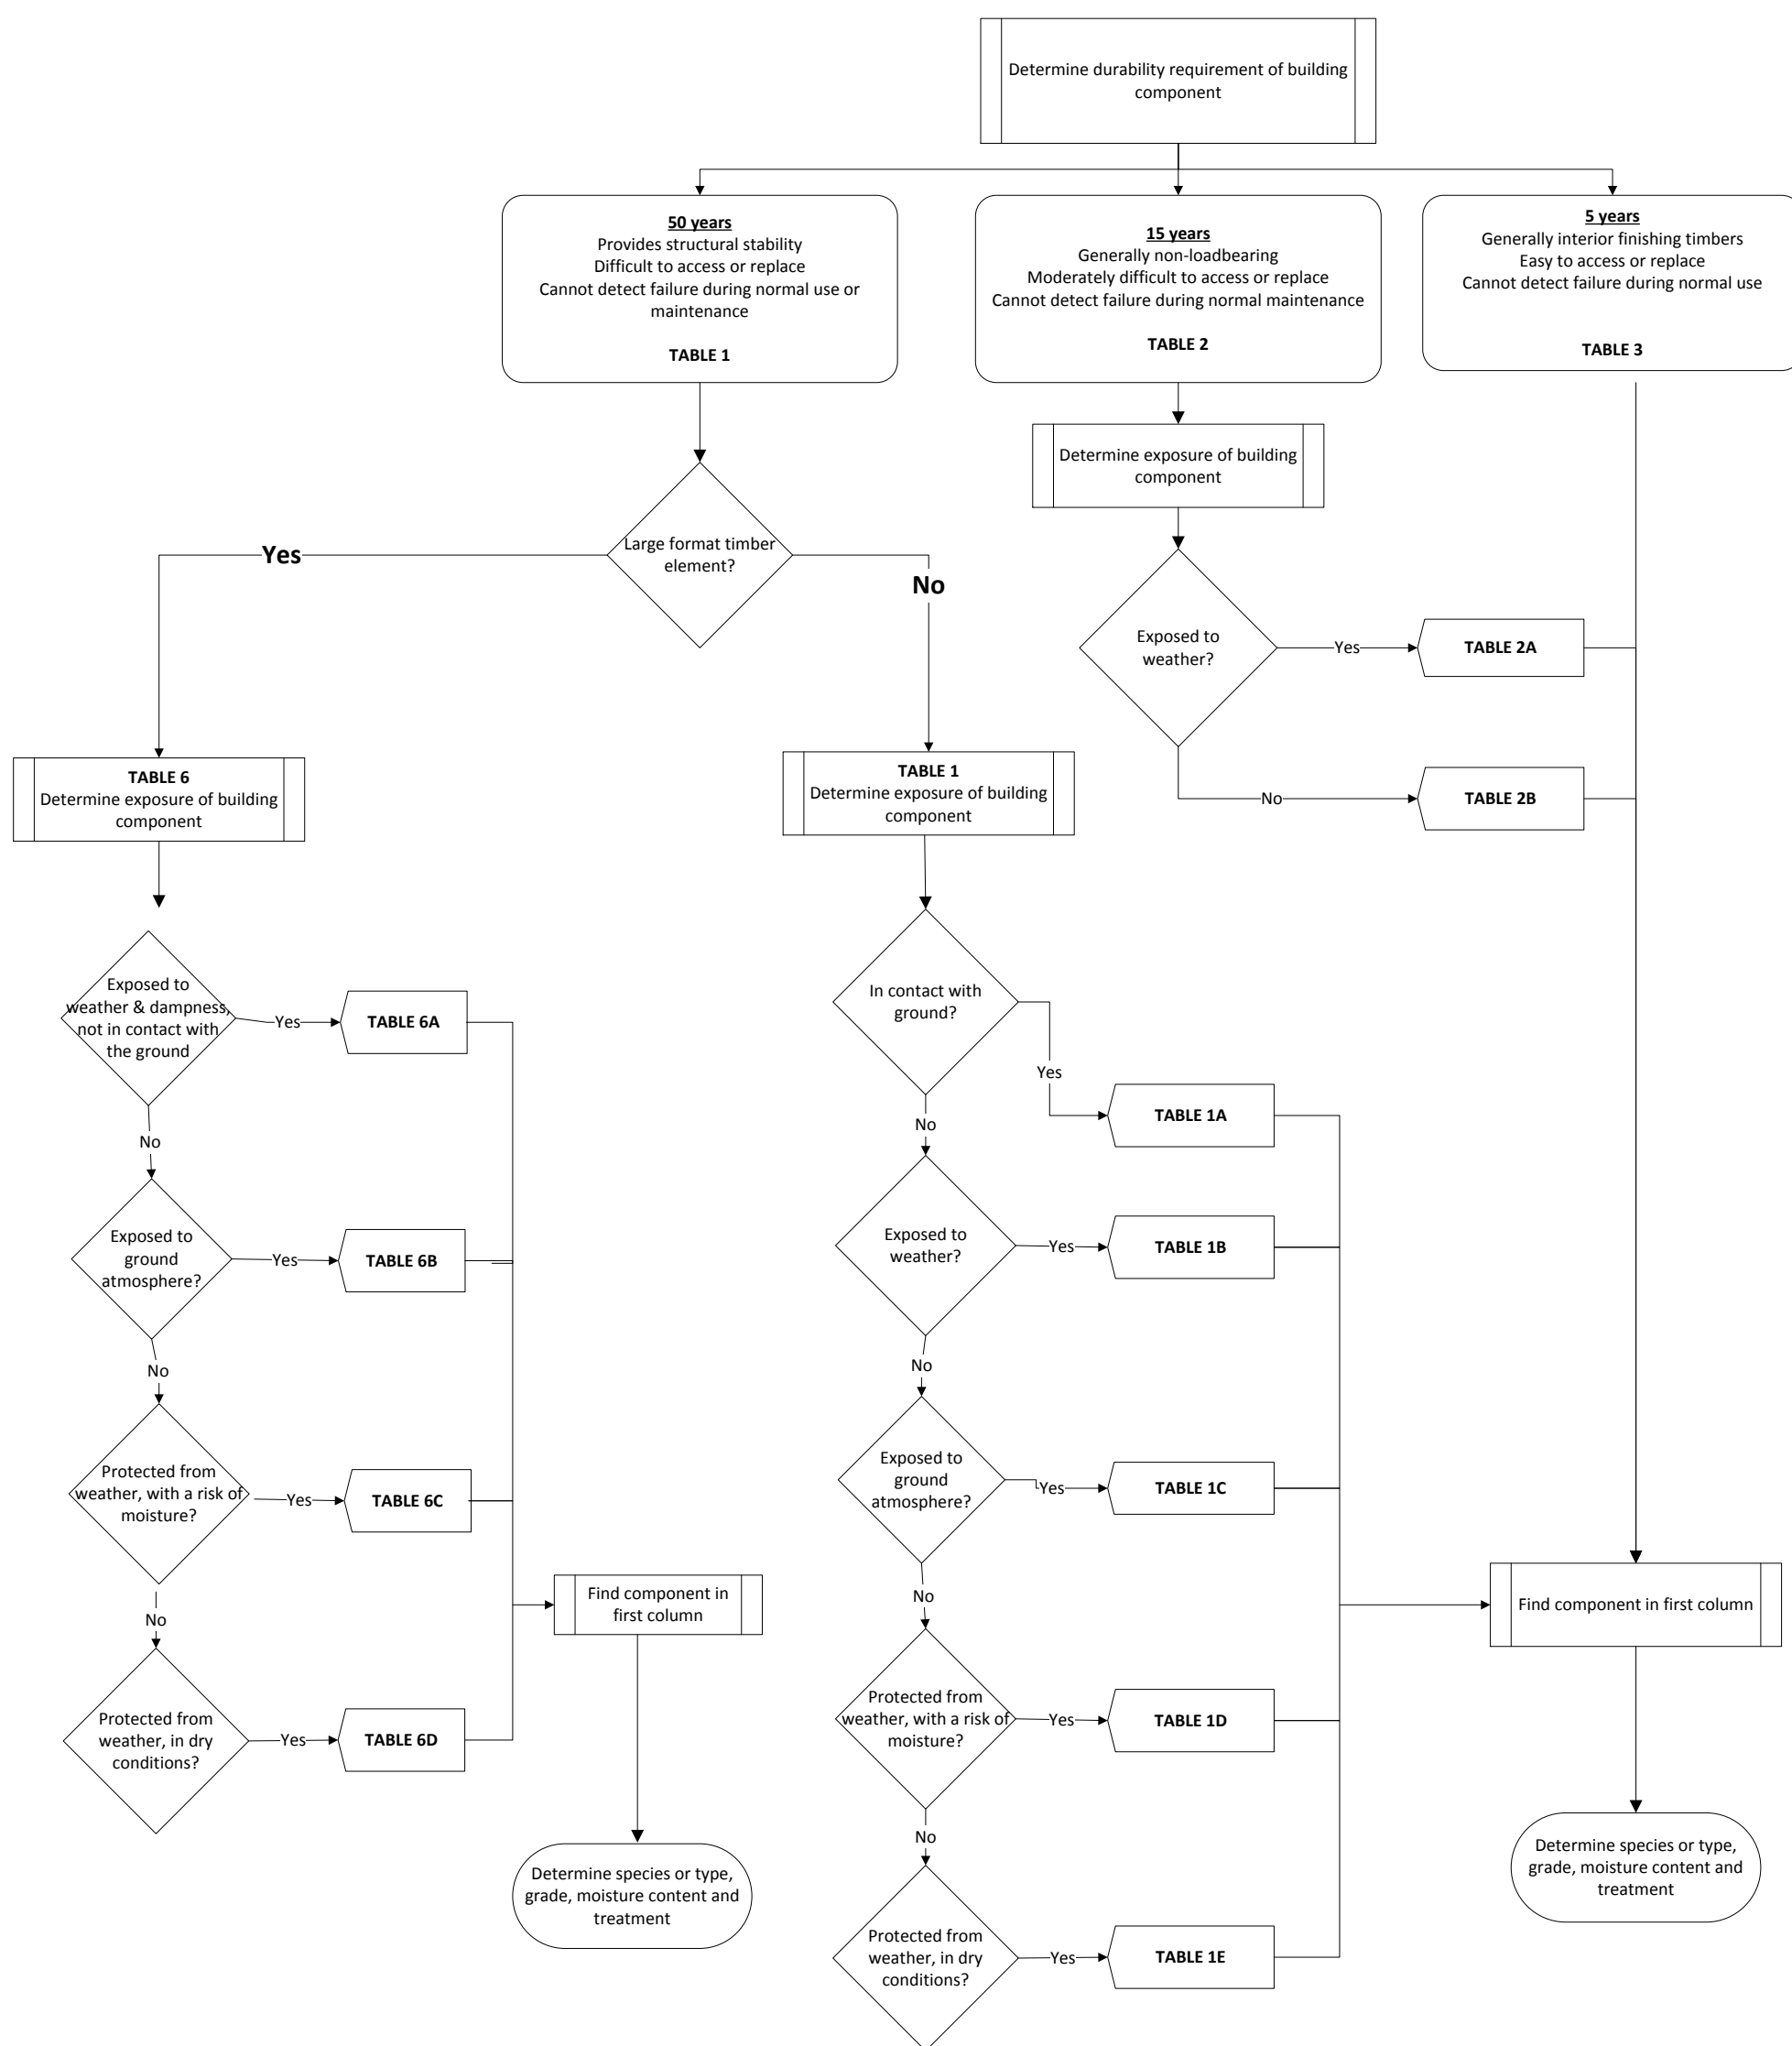 Determine durability requirement of building
component
50 years
Provides structural stability
Difficult to access or replace
Cannot detect failure during normal use or
maintenance
TABLE 1
15 years
Generally non-loadbearing
Moderately difficult to access or replace
Cannot detect failure during normal maintenance
TABLE 2
5 years
Generally interior finishing timbers
Easy to access or replace
Cannot detect failure during normal use
TABLE 3
Determine exposure of building
component
Large format timber
element?
Yes
No
Exposed to
weather?
Yes
TABLE 2A
No
TABLE 2B
TABLE 6
Determine exposure of building
component
TABLE 1
Determine exposure of building
component
Exposed to
weather & dampness,
not in contact with
the ground
Yes
TABLE 6A
No
Exposed to
ground
atmosphere?
Yes
TABLE 6B
No
Protected from
weather, with a risk of
moisture?
Yes
TABLE 6C
No
Protected from
weather, in dry
conditions?
Yes
TABLE 6D
Find component in
first column
Determine species or type,
grade, moisture content and
treatment
In contact with
ground?
Yes
TABLE 1A
No
Exposed to
weather?
Yes
TABLE 1B
No
Exposed to
ground
atmosphere?
Yes
TABLE 1C
No
Protected from
weather, with a risk of
moisture?
Yes
TABLE 1D
No
Protected from
weather, in dry
conditions?
Yes
TABLE 1E
Find component in first column
Determine species or type,
grade, moisture content and
treatment